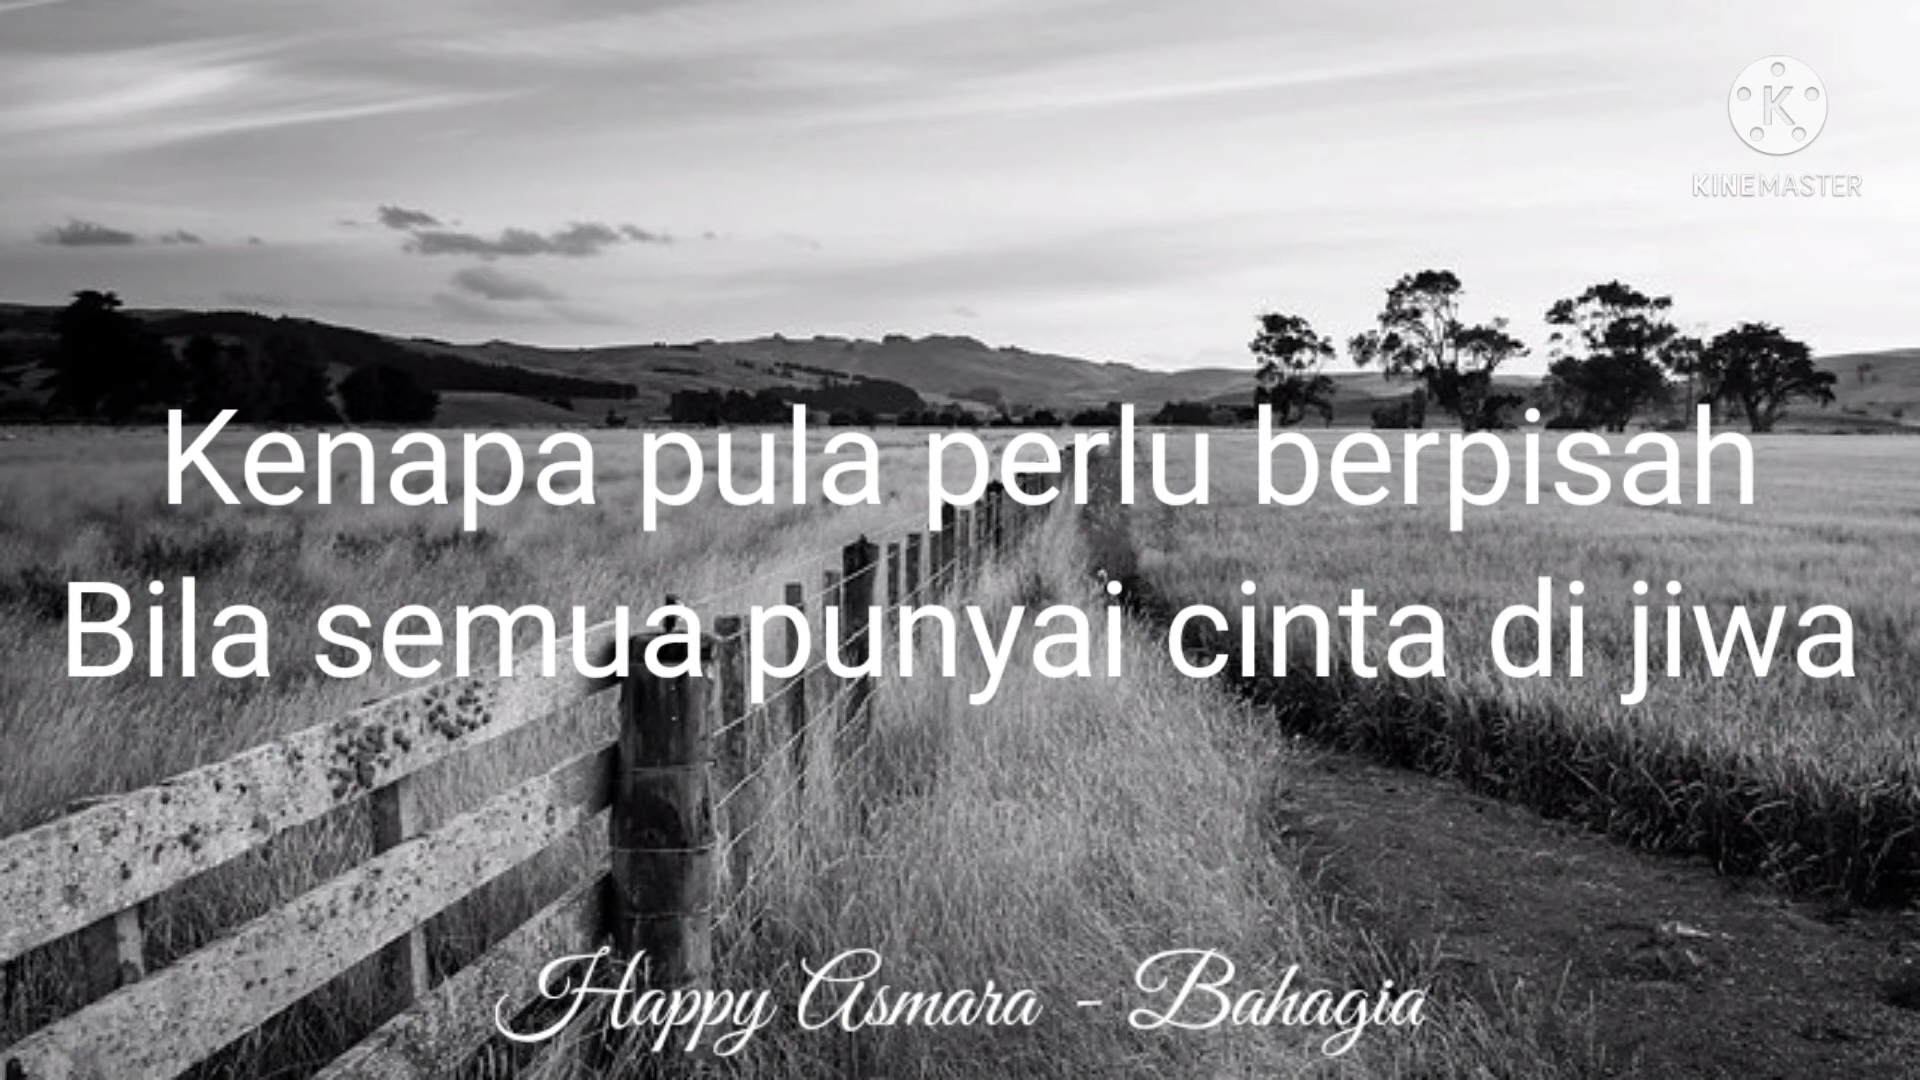 K
KINEMASTER
Kenapa pula perlu berpisah
Bila semua punyai cinta di jiwa
Happy Asmara - Bahagia